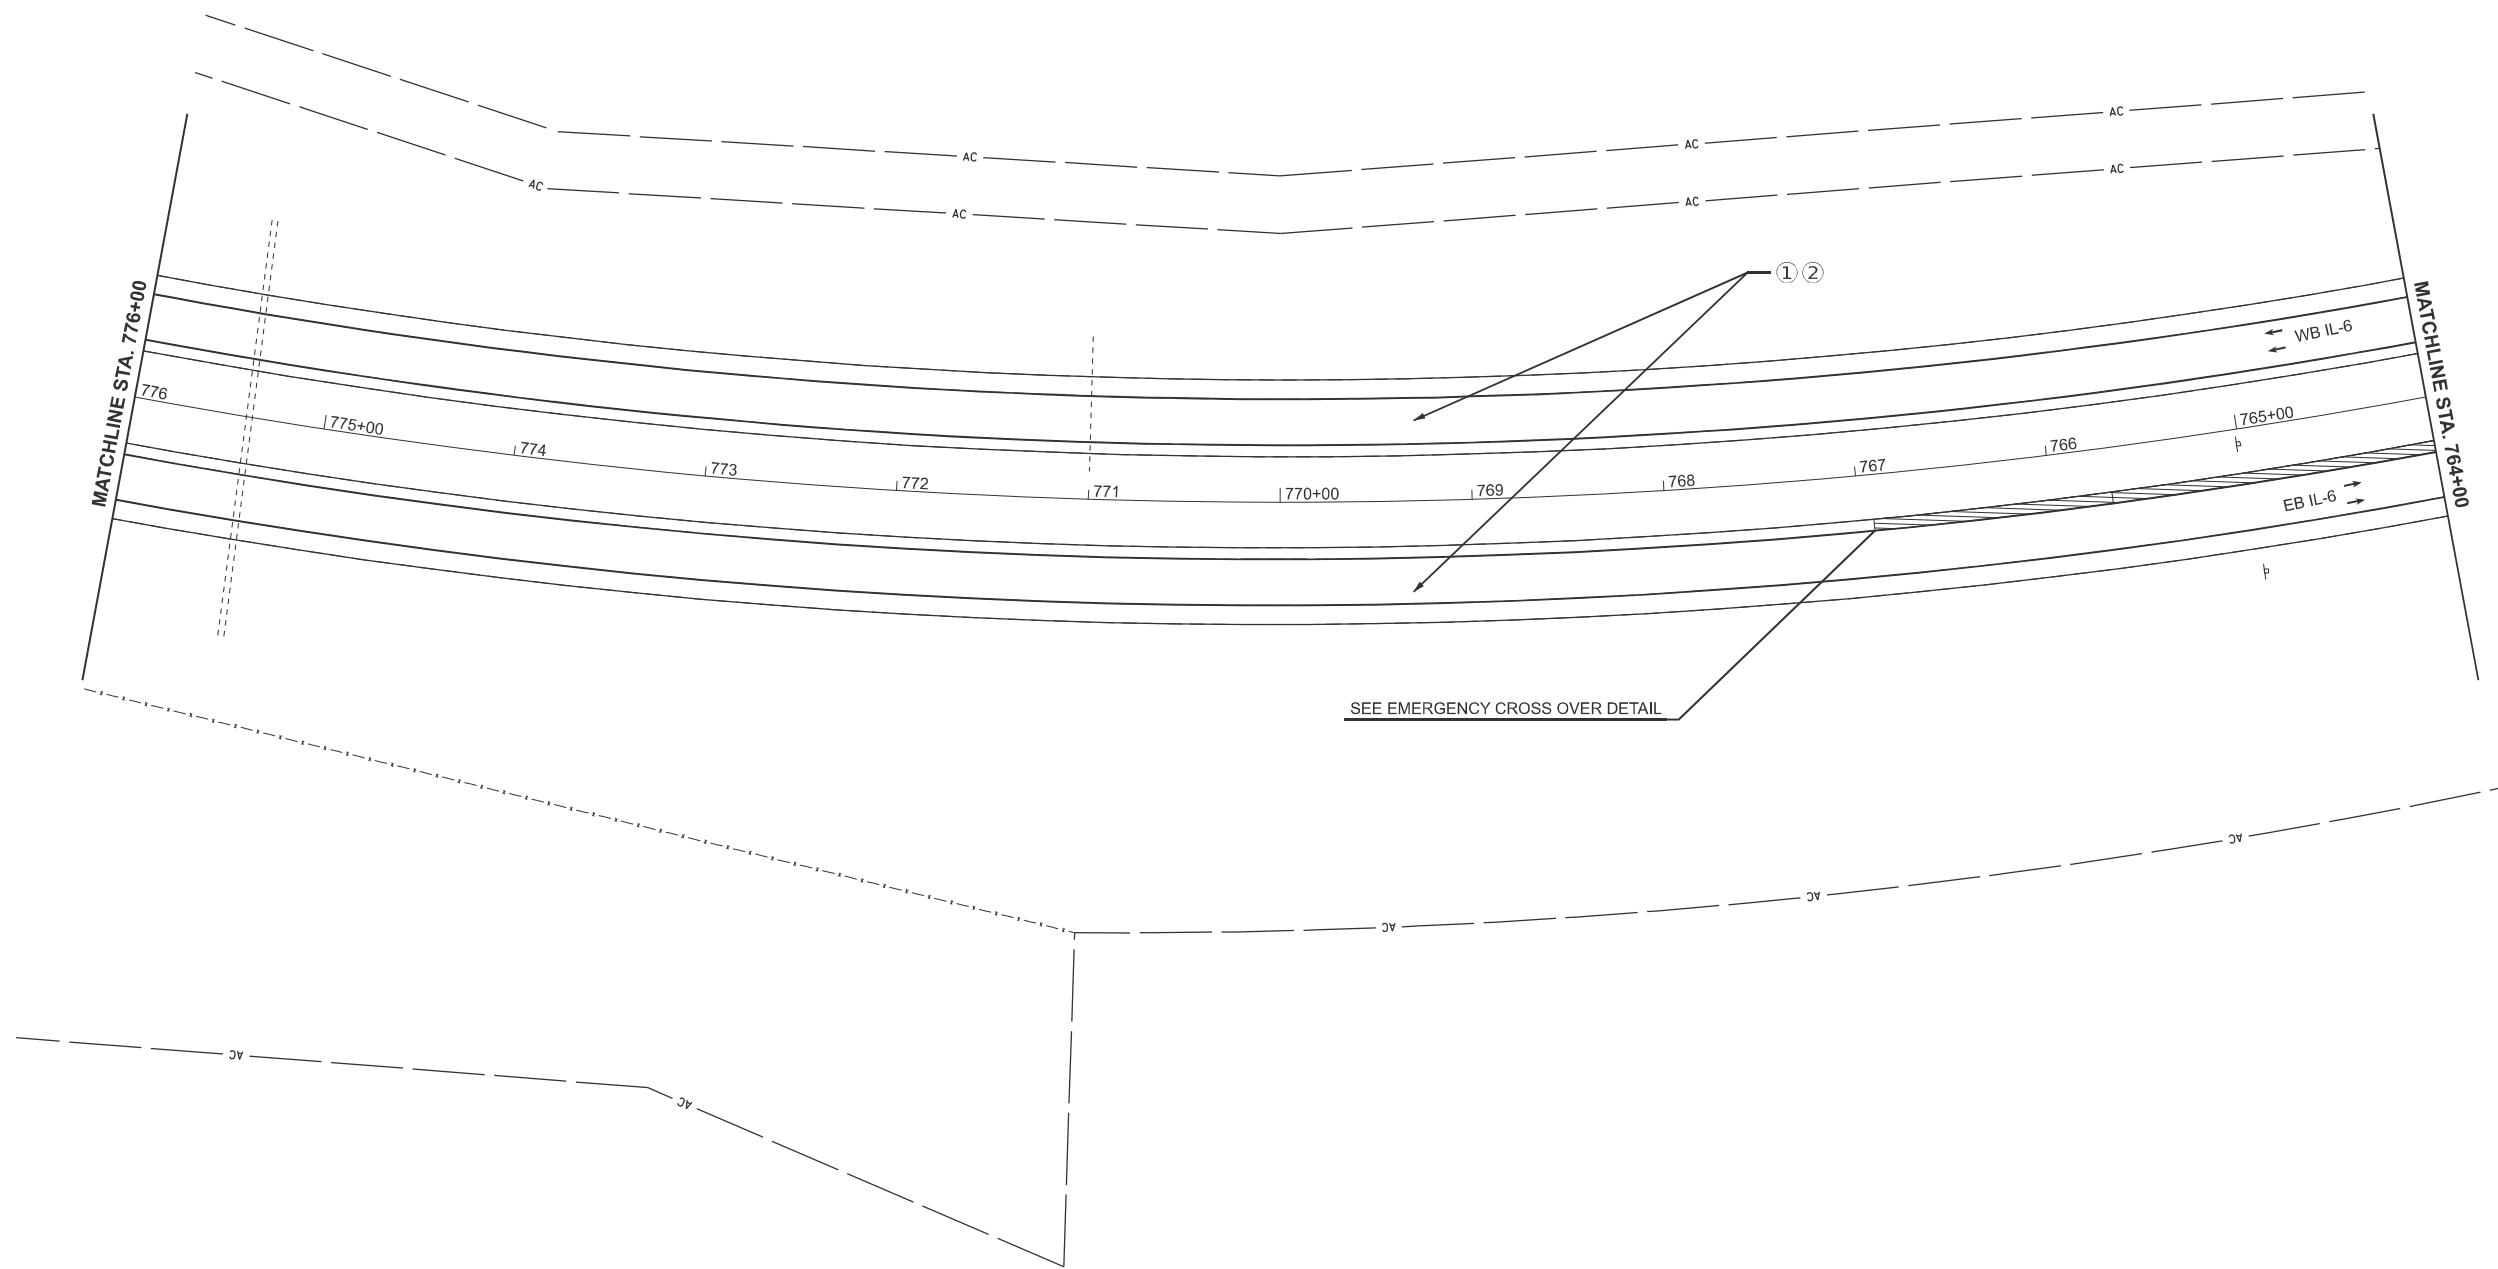 AC
AC
AC
AC
AC
AC
AC
① ②
MATCHLINE STA. 776+00
MATCHLINE STA. 764+00
WB IL-6
776
775+00
774
773
772
771
770+00
769
768
767
766
765+00
EB IL-6
SEE EMERGENCY CROSS OVER DETAIL
AC
AC
AC
AC
AC